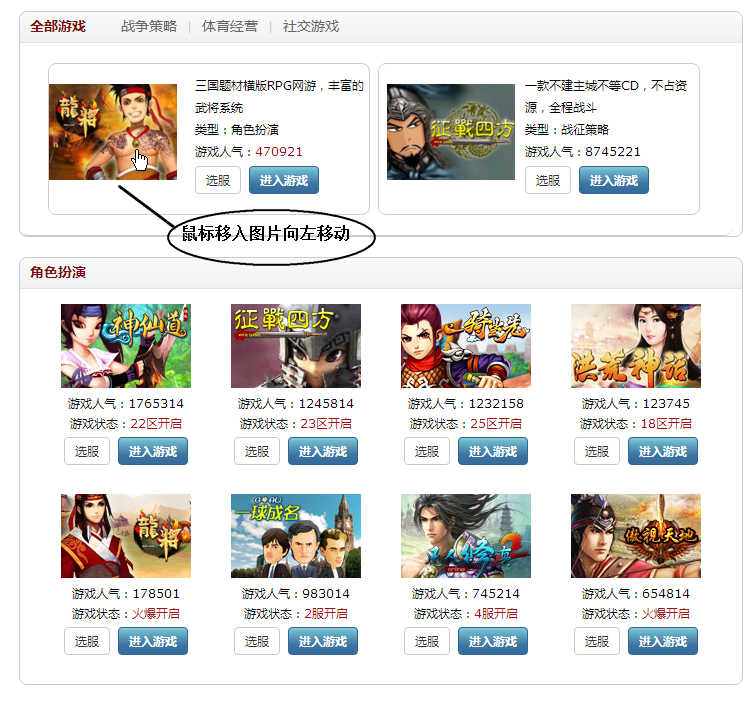 全部游戏 战争策略 | 体育经营 | 社交游戏
龍将
三国题材横版RPG网游，丰富的
武将系统
类型：角色扮演
游戏人气：470921
选服 进入游戏
征戰四方
一款不建主城不等CD，不占资
源，全程战斗
类型：战征策略
游戏人气：8745221
选服 进入游戏
鼠标移入图片向左移动
角色扮演
神仙道 征戰四方 骑头先 洪荒神话
游戏人气：1765314 游戏人气：1245814 游戏人气：1232158 游戏人气：123745
游戏状态：22区开启 游戏状态：23区开启 游戏状态：25区开启 游戏状态：18区开启
选服 进入游戏 选服 进入游戏 选服 进入游戏 选服 进入游戏
龍将 一球成名 凡人修真2 傲视天地
游戏人气：178501 游戏人气：983014 游戏人气：745214 游戏人气：654814
游戏状态：火爆开启 游戏状态：2服开启 游戏状态：4服开启 游戏状态：火爆开启
选服 进入游戏 选服 进入游戏 选服 进入游戏 选服 进入游戏